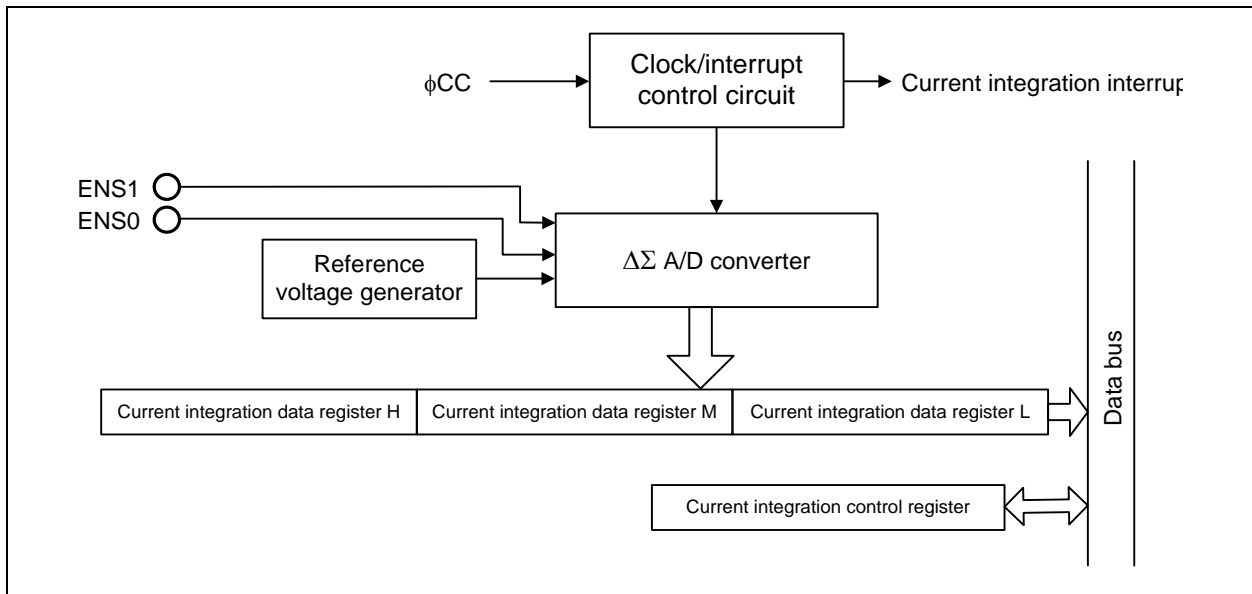 Clock/interrupt
control circuit
φCC
Current integration interrup
ENS1
ENS0
ΔΣ A/D converter
Reference
voltage generator
Data bus
Current integration data register H
Current integration data register M
Current integration data register L
Current integration control register